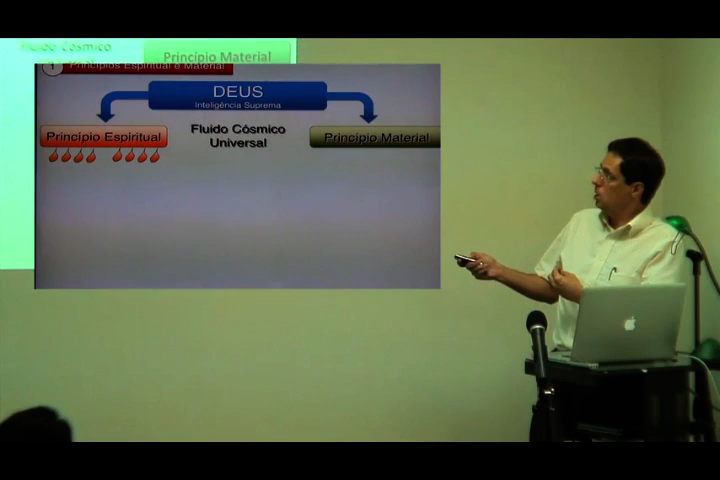 Fluido Cósmico
Princípio Material
1 Princípios Espiritual e Material
DEUS
Inteligência Suprema
Princípio Espiritual
Fluido Cósmico
Universal
Princípio Material